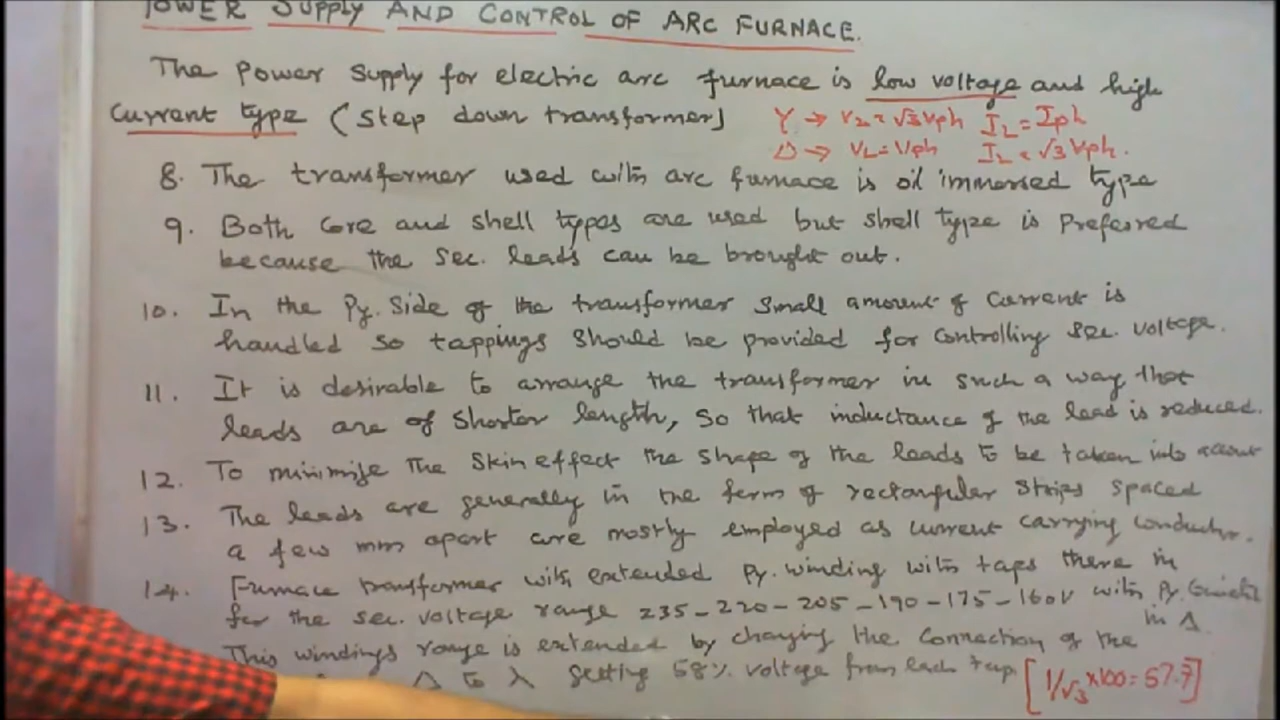 POWER SUPPLY AND CONTROL OF ARC FURNACE.
The power supply for electric arc furnace is low voltage and high
current type (step down transformer)
Y → VL = √3 Vph IL = Iph
Δ → VL = Vph IL = √3 Vph.
8. The transformer used with arc furnace is oil immersed type
9. Both core and shell types are used but shell type is preferred
because the sec. leads can be brought out.
10. In the Py. side of the transformer small amount of current is
handled so tappings should be provided for controlling sec. voltage.
11. It is desirable to arrange the transformer in such a way that
leads are of shorter length, so that inductance of the lead is reduced.
12. To minimise the skin effect the shape of the leads to be taken into account
13. The leads are generally in the form of rectangular strips spaced
a few mm apart are mostly employed as current carrying conductor.
14. Furnace transformer with extended Py. winding with taps there in
for the sec. voltage range 235-220-205-190-175-160V with Py.
in Δ.
This windings range is extended by changing the connection of the
Δ to λ getting 58% voltage from each tap [1/√3 ×100 = 57.7]